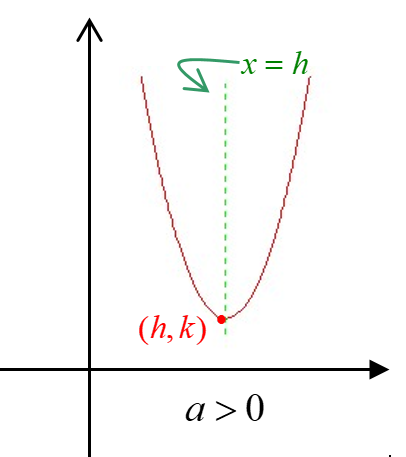 x = h
(h, k)
a > 0